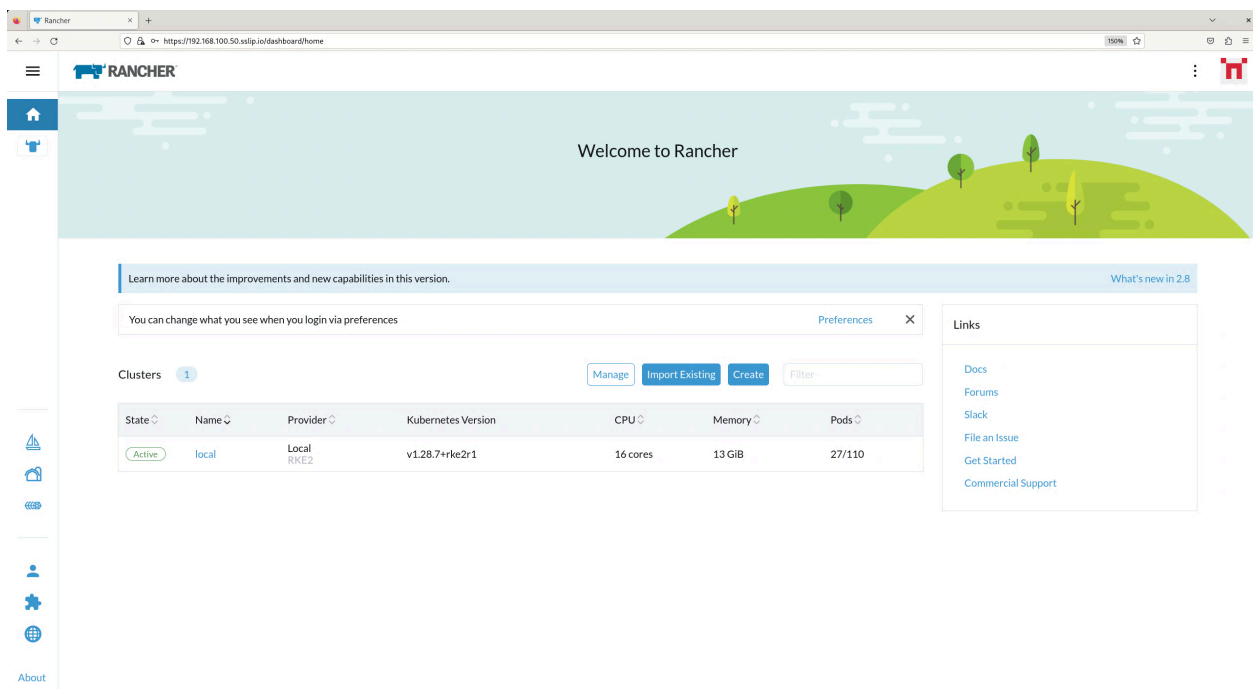 Rancher
https://192.168.100.50.sslip.io/dashboard/home
150%
RANCHER
Welcome to Rancher
Learn more about the improvements and new capabilities in this version.
What's new in 2.8
You can change what you see when you login via preferences
Preferences
Links
Docs
Forums
Slack
File an Issue
Get Started
Commercial Support
Clusters 1
Manage Import Existing Create Filter
State Name Provider Kubernetes Version CPU Memory Pods
Active local Local v1.28.7+rke2r1 16 cores 13 GiB 27/110
RKE2
About